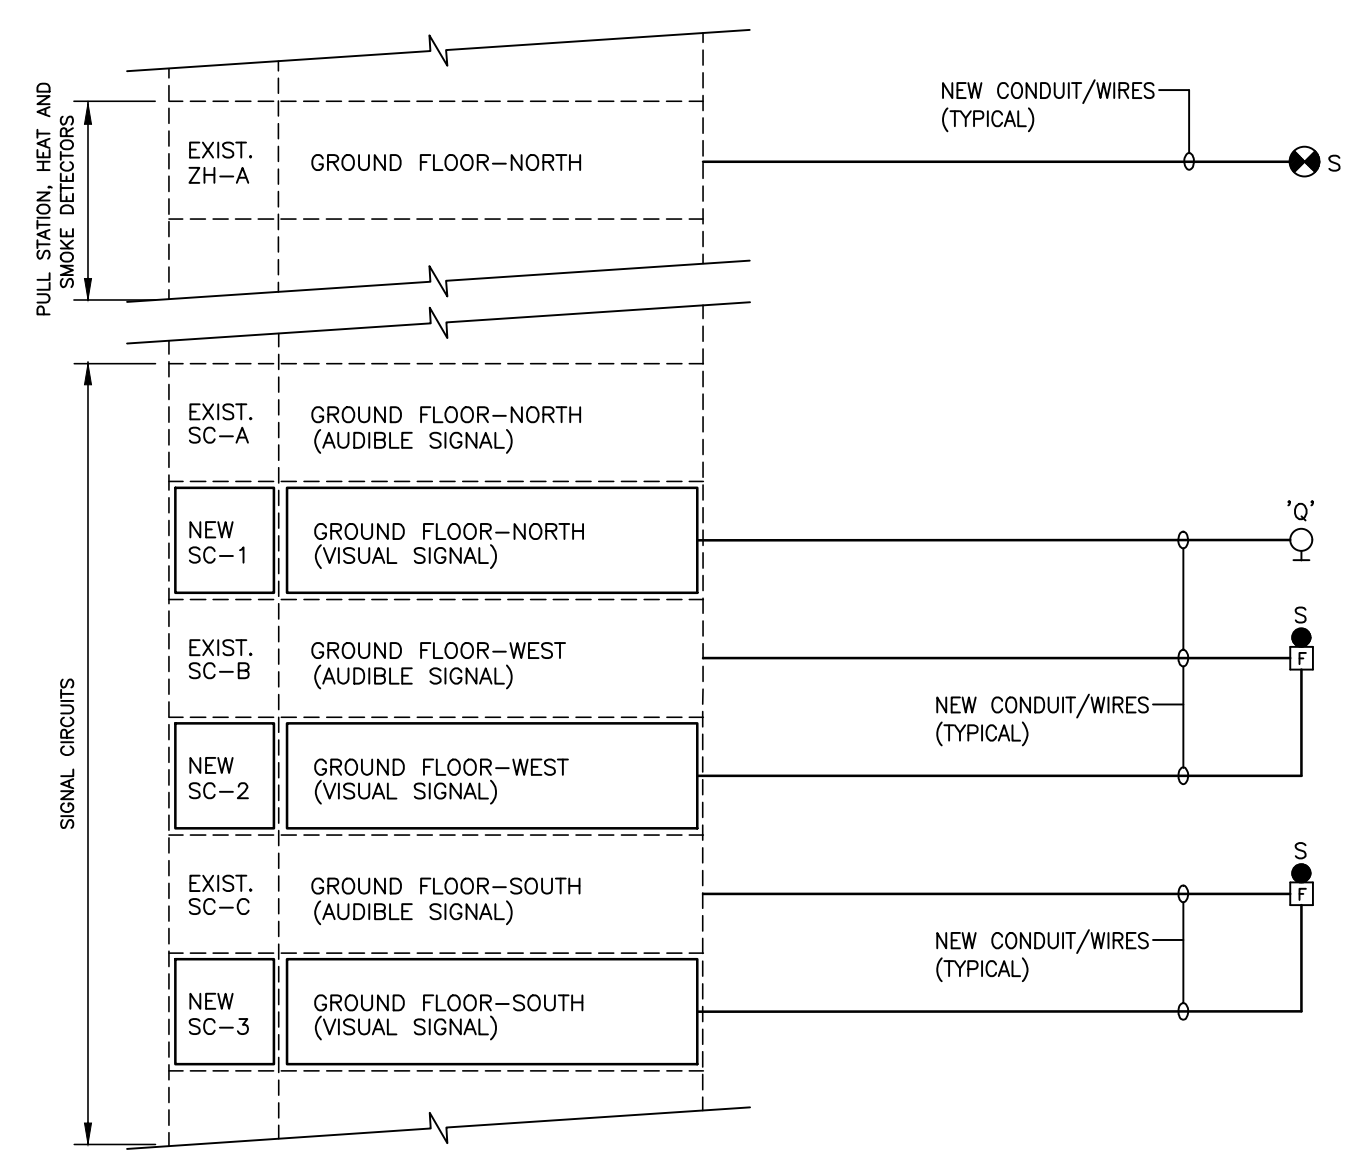 PULL STATION, HEAT AND
SMOKE DETECTORS
EXIST.
ZH-A
GROUND FLOOR-NORTH
NEW CONDUIT/WIRES
(TYPICAL)
S
SIGNAL CIRCUITS
EXIST.
SC-A
GROUND FLOOR-NORTH
(AUDIBLE SIGNAL)
NEW
SC-1
GROUND FLOOR-NORTH
(VISUAL SIGNAL)
'Q'
EXIST.
SC-B
GROUND FLOOR-WEST
(AUDIBLE SIGNAL)
S
F
NEW CONDUIT/WIRES
(TYPICAL)
NEW
SC-2
GROUND FLOOR-WEST
(VISUAL SIGNAL)
EXIST.
SC-C
GROUND FLOOR-SOUTH
(AUDIBLE SIGNAL)
S
F
NEW CONDUIT/WIRES
(TYPICAL)
NEW
SC-3
GROUND FLOOR-SOUTH
(VISUAL SIGNAL)